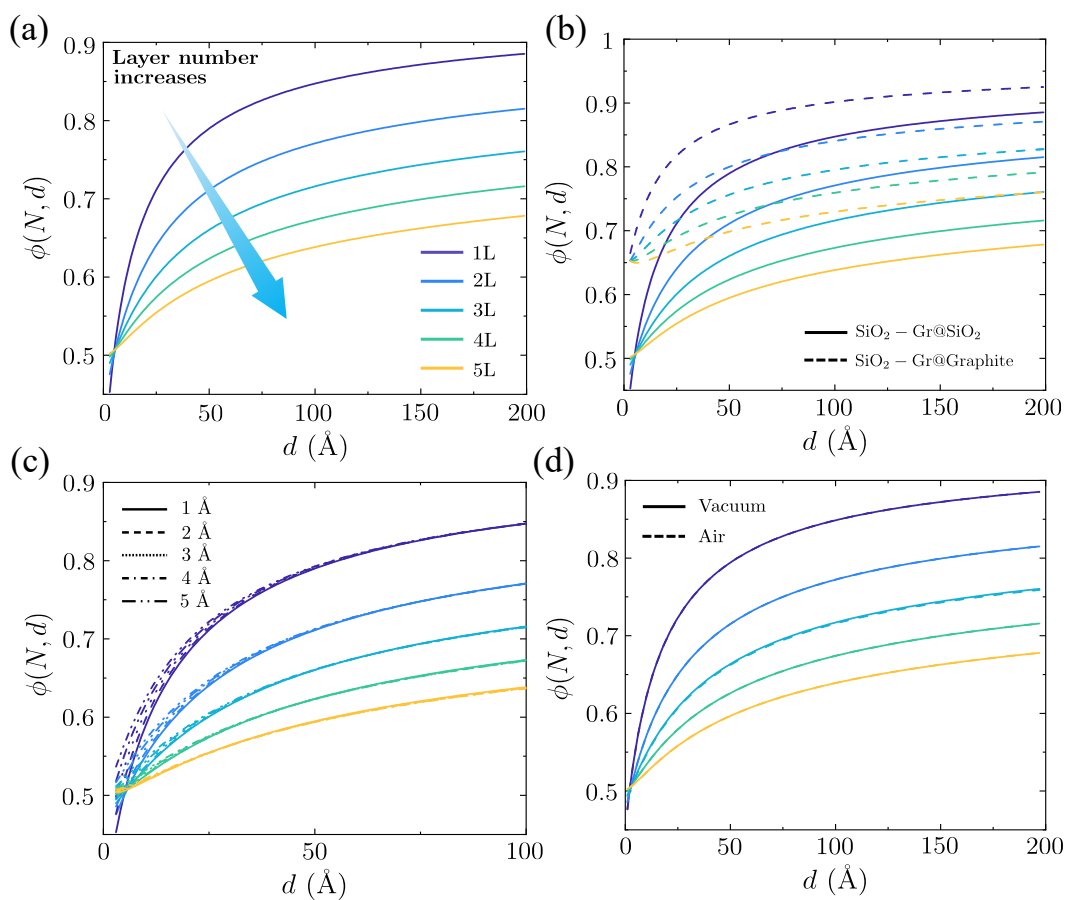 (a)
0.9
0.8
0.7
0.6
0.5
ϕ(N, d)
Layer number
increases
1L
2L
3L
4L
5L
0 50 100 150 200
d (Å)
(b)
1
0.9
0.8
0.7
0.6
0.5
ϕ(N, d)
SiO₂ − Gr@SiO₂
SiO₂ − Gr@Graphite
0 50 100 150 200
d (Å)
(c)
0.9
0.8
0.7
0.6
0.5
ϕ(N, d)
1 Å
2 Å
3 Å
4 Å
5 Å
0 50 100
d (Å)
(d)
0.9
0.8
0.7
0.6
0.5
ϕ(N, d)
Vacuum
Air
0 50 100 150 200
d (Å)